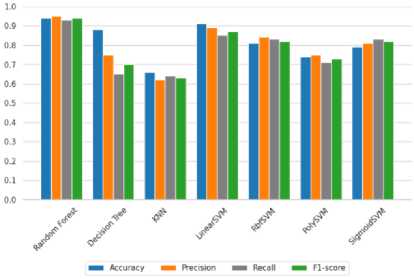 1.0
0.9
0.8
0.7
0.6
0.5
0.4
0.3
0.2
0.1
0.0
Random Forest
Decision Tree
KNN
LinearSVM
RbfSVM
PolySVM
SigmoidSVM
Accuracy Precision Recall F1-score